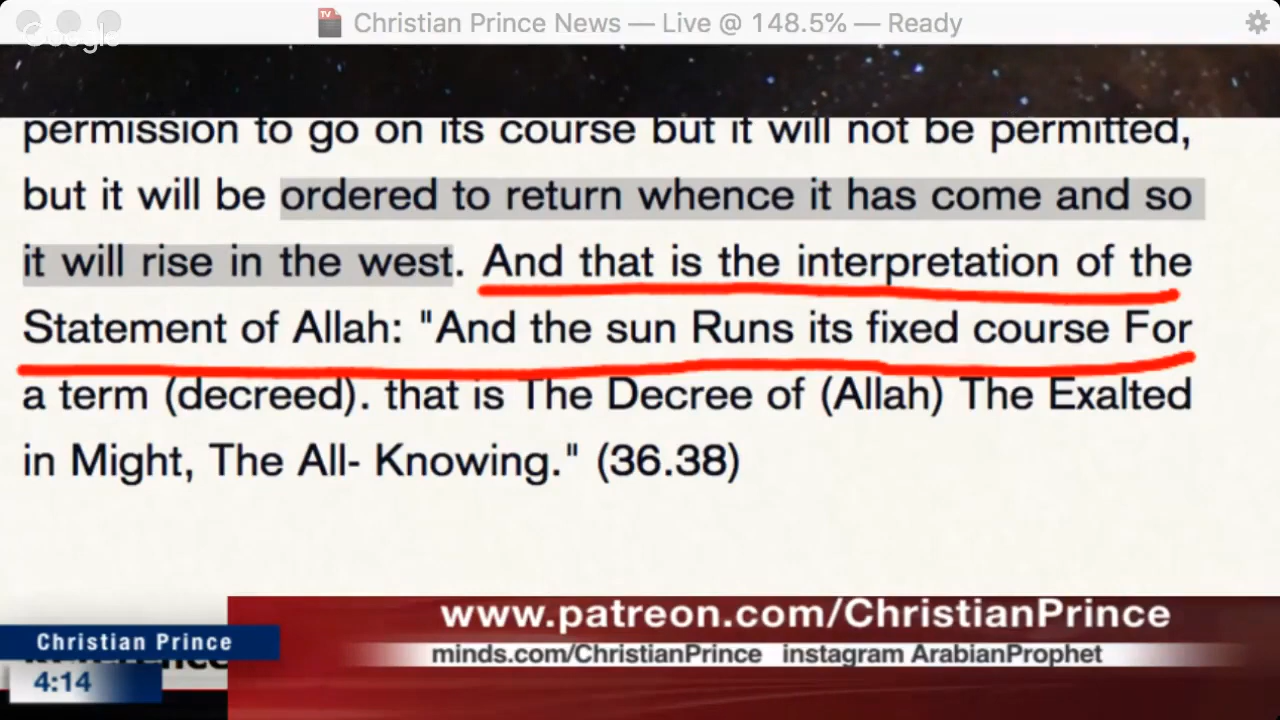 Christian Prince News — Live @ 148.5% — Ready
Google
permission to go on its course but it will not be permitted,
but it will be ordered to return whence it has come and so
it will rise in the west. And that is the interpretation of the
Statement of Allah: "And the sun Runs its fixed course For
a term (decreed). that is The Decree of (Allah) The Exalted
in Might, The All- Knowing." (36.38)
www.patreon.com/ChristianPrince
Christian Prince
minds.com/ChristianPrince instagram ArabianProphet
4:14